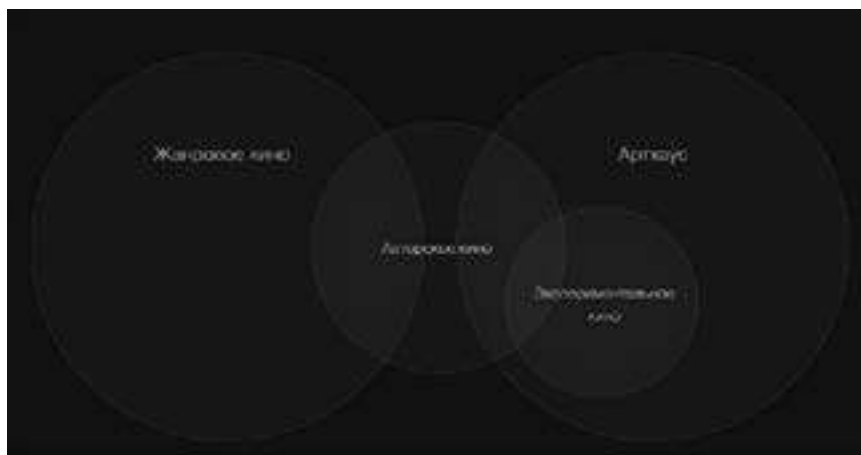 Жанровое кино
Артхаус
Авторское кино
Экспериментальное
кино